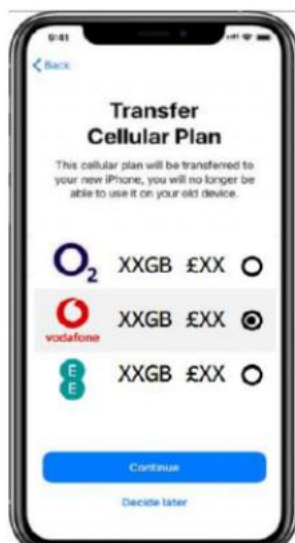 9:41
Back
Transfer
Cellular Plan
This cellular plan will be transferred to
your new iPhone, you will no longer be
able to use it on your old device.
O2 XXGB £XX
vodafone XXGB £XX
EE XXGB £XX
Continue
Decide later